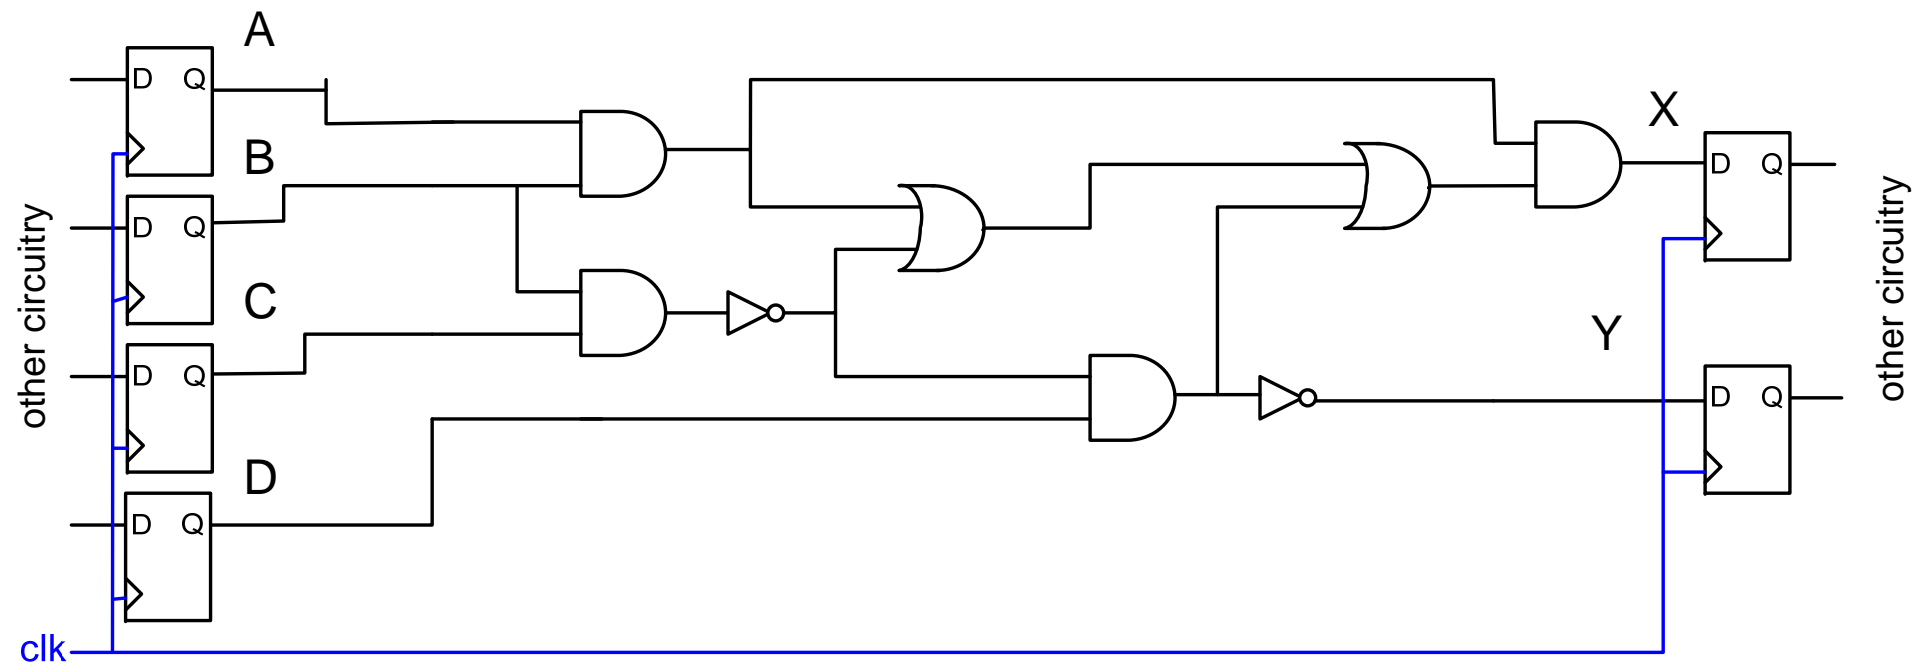 A
D Q
B
D Q
C
D Q
D
D Q
clk
other circuitry
X
D Q
Y
D Q
other circuitry